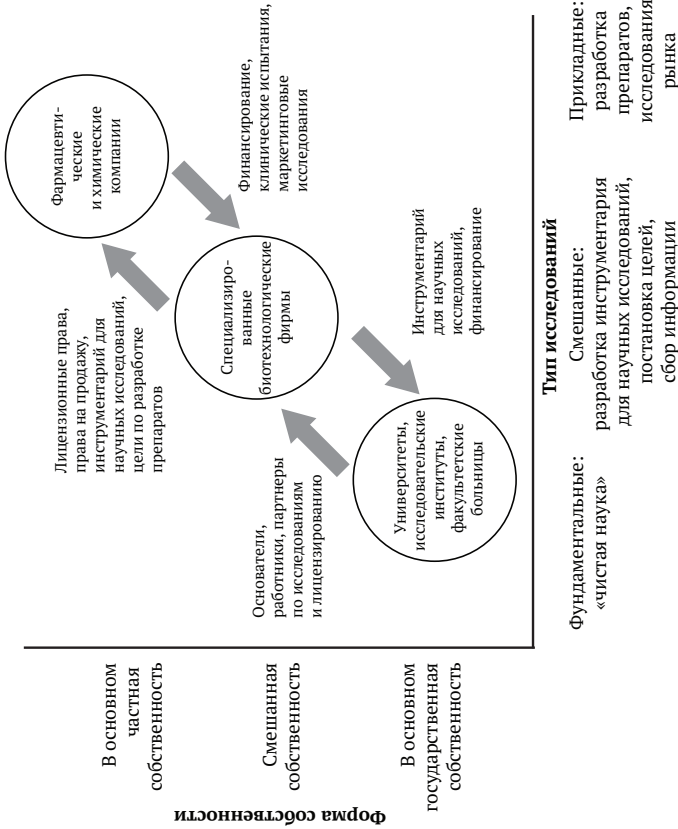 Форма собственности
В основном
частная
собственность
Смешанная
собственность
В основном
государственная
собственность
Лицензионные права,
права на продажу,
инструментарий для
научных исследований,
цели по разработке
препаратов
Фармацевти-
ческие
и химические
компании
Финансирование,
клинические испытания,
маркетинговые
исследования
Специализиро-
ванные
биотехнологические
фирмы
Основатели,
работники, партнеры
по исследованиям
и лицензированию
Инструментарий
для научных
исследований,
финансирование
Университеты,
исследовательские
институты,
факультетские
больницы
Тип исследований
Фундаментальные:
«чистая наука»
Смешанные:
разработка инструментария
для научных исследований,
постановка целей,
сбор информации
Прикладные:
разработка
препаратов,
исследования
рынка